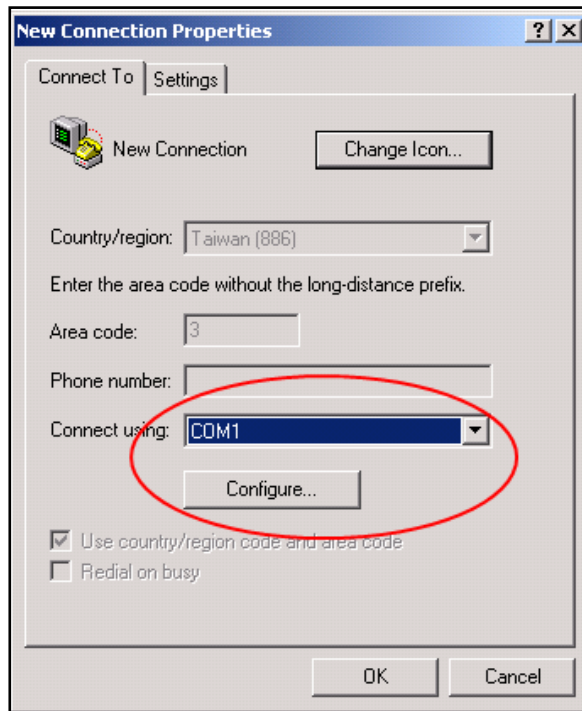 New Connection Properties
Connect To Settings
New Connection Change Icon...
Country/region: Taiwan (886)
Enter the area code without the long-distance prefix.
Area code: 3
Phone number:
Connect using: COM1
Configure...
Use country/region code and area code
Redial on busy
OK Cancel